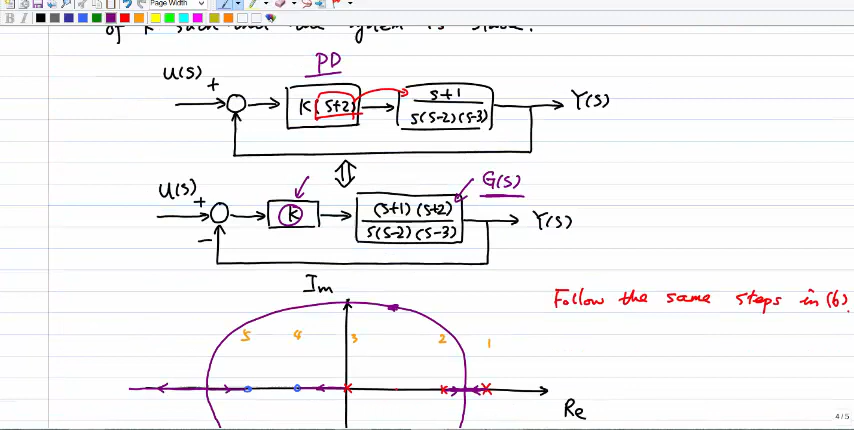 Page Width
B I
of K such that the system is stable.
PD
U(s) + K (s+2) s+1 Y(s)
s(s-2)(s-3)
U(s) + K (s+1)(s+2) G(s) Y(s)
− s(s-2)(s-3)
Im
Follow the same steps in (b).
5 4 3 2 1
Re
4 / 5